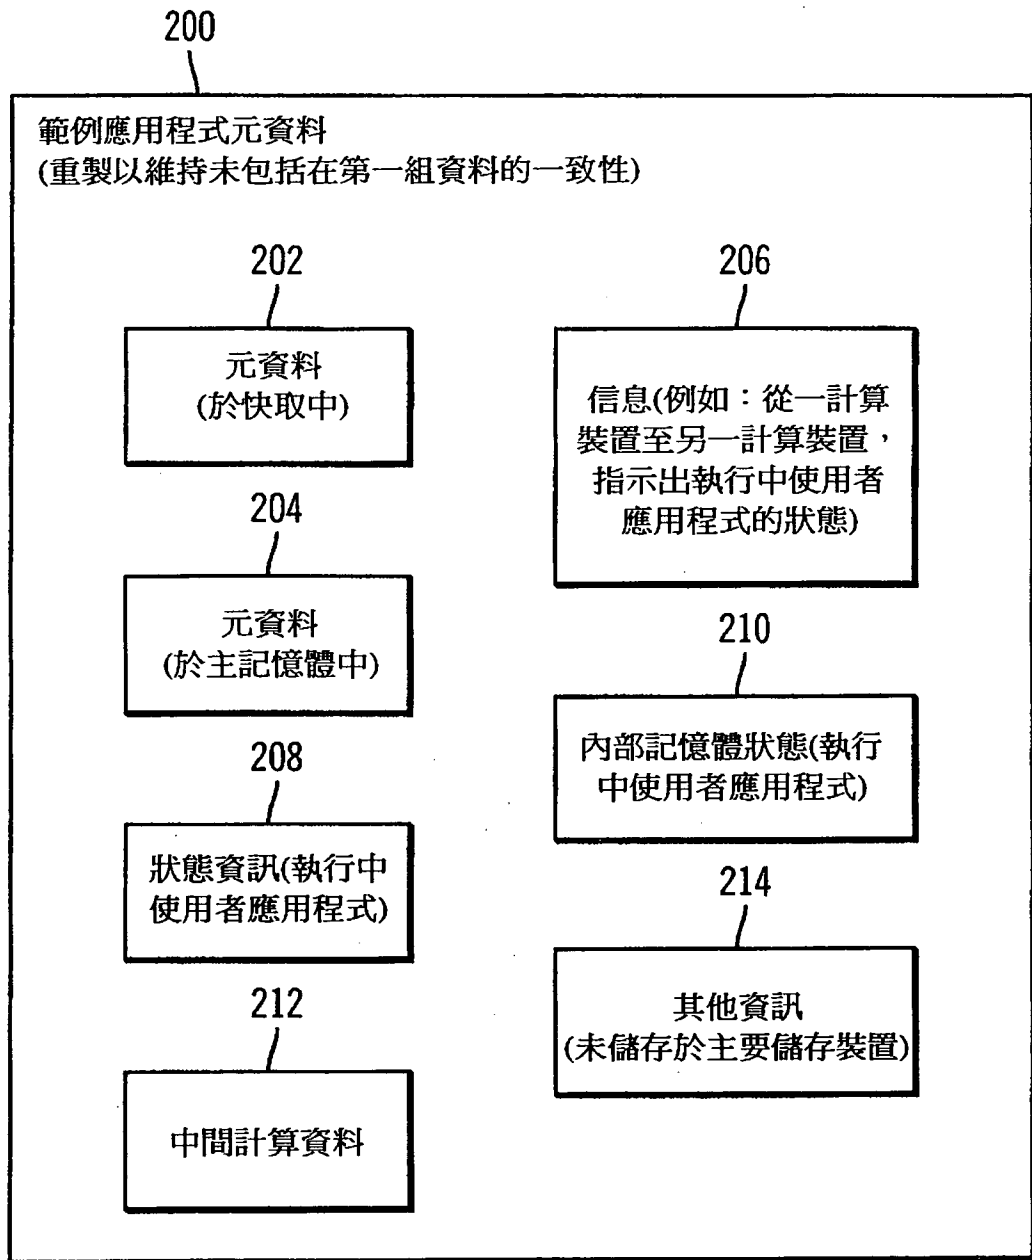 200
範例應用程式元資料
(重製以維持未包括在第一組資料的一致性)
202
元資料
(於快取中)
206
信息(例如：從一計算
裝置至另一計算裝置，
指示出執行中使用者
應用程式的狀態)
204
元資料
(於主記憶體中)
210
內部記憶體狀態(執行
中使用者應用程式)
208
狀態資訊(執行中
使用者應用程式)
214
其他資訊
(未儲存於主要儲存裝置)
212
中間計算資料